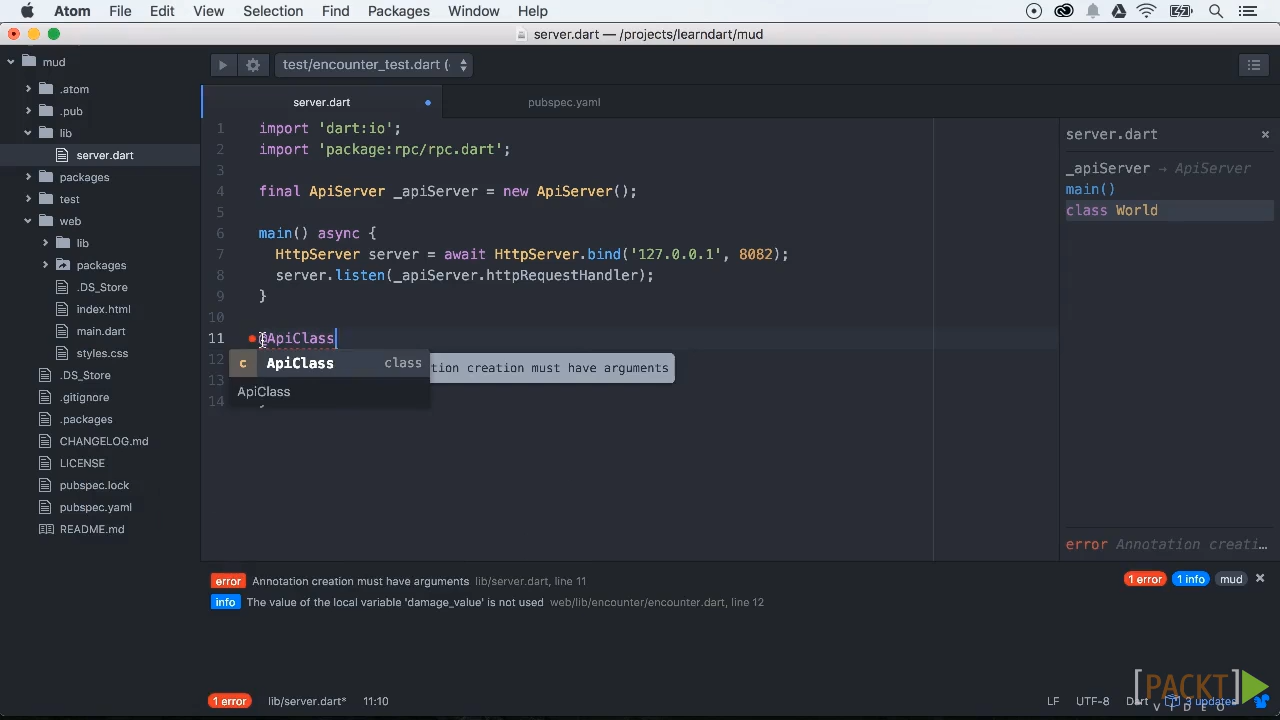 Atom File Edit View Selection Find Packages Window Help
server.dart — /projects/learndart/mud
mud
.atom
.pub
lib
server.dart
packages
test
web
lib
packages
.DS_Store
index.html
main.dart
styles.css
.DS_Store
.gitignore
.packages
CHANGELOG.md
LICENSE
pubspec.lock
pubspec.yaml
README.md
test/encounter_test.dart (
server.dart
pubspec.yaml
1 import 'dart:io';
2 import 'package:rpc/rpc.dart';
3
4 final ApiServer _apiServer = new ApiServer();
5
6 main() async {
7 HttpServer server = await HttpServer.bind('127.0.0.1', 8082);
8 server.listen(_apiServer.httpRequestHandler);
9 }
10
11 @ApiClass
12
13
14 }
c ApiClass class
ApiClass
tion creation must have arguments
server.dart
_apiServer → ApiServer
main()
class World
error Annotation creati…
error Annotation creation must have arguments lib/server.dart, line 11
info The value of the local variable 'damage_value' is not used web/lib/encounter/encounter.dart, line 12
1 error 1 info mud
1 error lib/server.dart* 11:10
LF UTF-8 Dart updates
[PACKT]
VIDEO